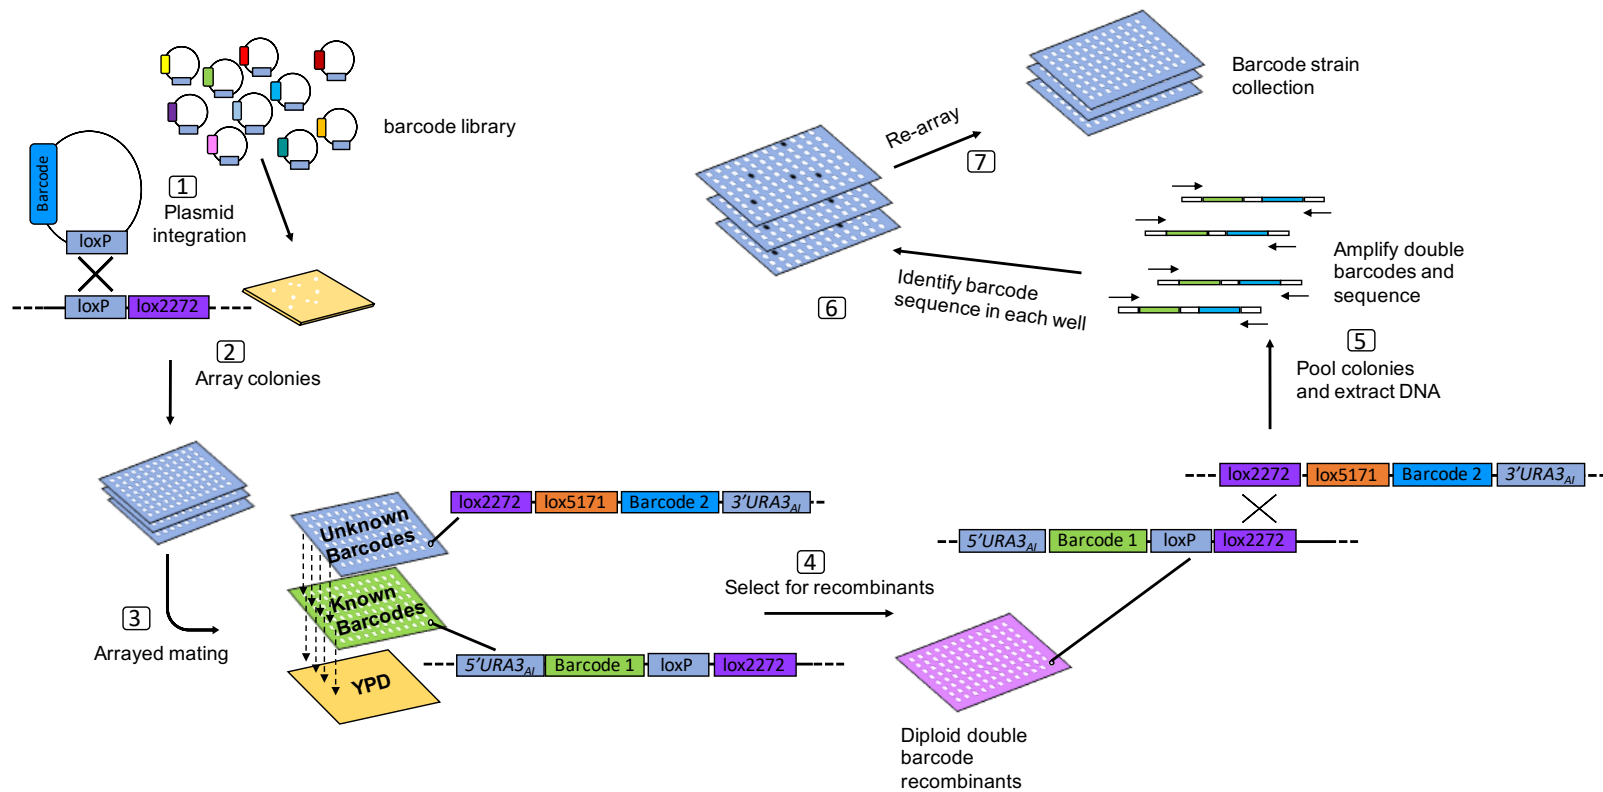 barcode library
Barcode
loxP
1
Plasmid
integration
loxP
lox2272
2
Array colonies
3
Arrayed mating
Unknown
Barcodes
Known
Barcodes
YPD
lox2272
lox5171
Barcode 2
3'URA3AI
5'URA3AI
Barcode 1
loxP
lox2272
4
Select for recombinants
Diploid double
barcode
recombinants
lox2272
lox5171
Barcode 2
3'URA3AI
5'URA3AI
Barcode 1
loxP
lox2272
5
Pool colonies
and extract DNA
Amplify double
barcodes and
sequence
6
Identify barcode
sequence in each well
Re-array
7
Barcode strain
collection